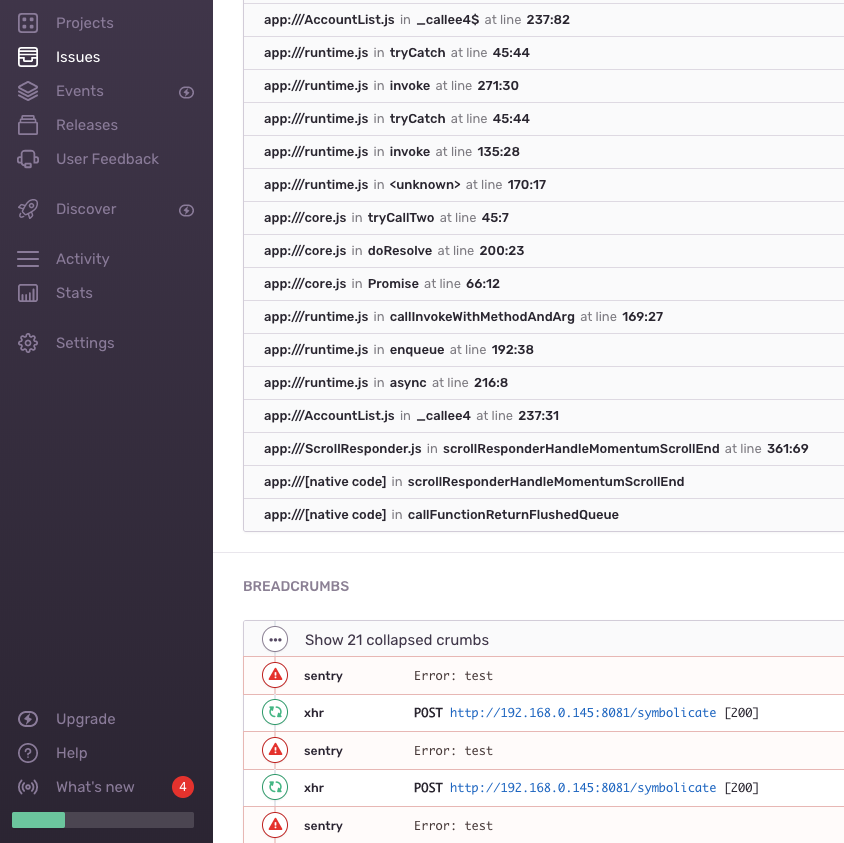 Projects
Issues
Events
Releases
User Feedback
Discover
Activity
Stats
Settings
Upgrade
Help
What's new 4
app:///AccountList.js in _callee4$ at line 237:82
app:///runtime.js in tryCatch at line 45:44
app:///runtime.js in invoke at line 271:30
app:///runtime.js in tryCatch at line 45:44
app:///runtime.js in invoke at line 135:28
app:///runtime.js in <unknown> at line 170:17
app:///core.js in tryCallTwo at line 45:7
app:///core.js in doResolve at line 200:23
app:///core.js in Promise at line 66:12
app:///runtime.js in callInvokeWithMethodAndArg at line 169:27
app:///runtime.js in enqueue at line 192:38
app:///runtime.js in async at line 216:8
app:///AccountList.js in _callee4 at line 237:31
app:///ScrollResponder.js in scrollResponderHandleMomentumScrollEnd at line 361:69
app:///[native code] in scrollResponderHandleMomentumScrollEnd
app:///[native code] in callFunctionReturnFlushedQueue
BREADCRUMBS
Show 21 collapsed crumbs
sentry Error: test
xhr POST http://192.168.0.145:8081/symbolicate [200]
sentry Error: test
xhr POST http://192.168.0.145:8081/symbolicate [200]
sentry Error: test